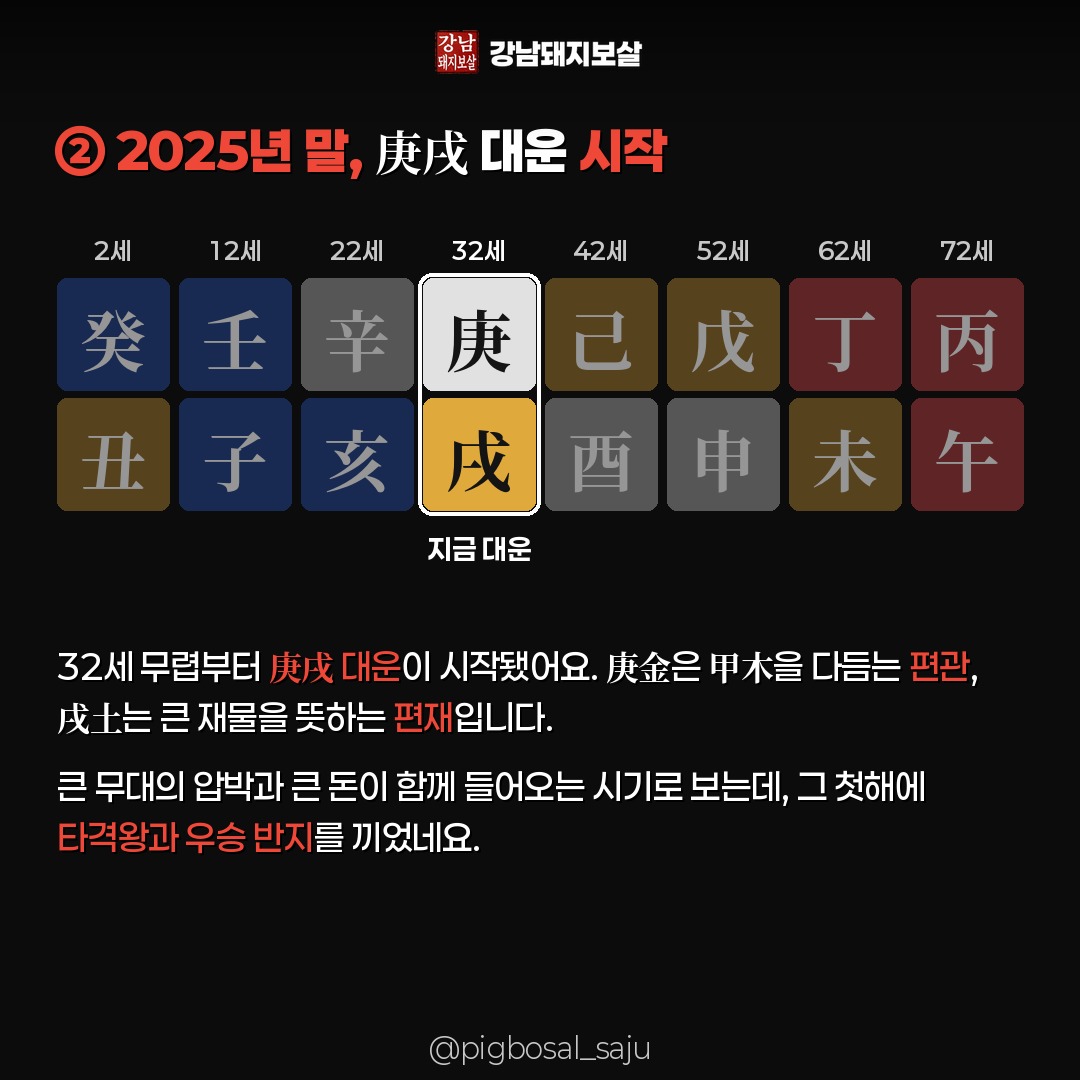 강남
돼지보살
강남돼지보살
② 2025년 말, 庚戌 대운 시작
2세 12세 22세 32세 42세 52세 62세 72세
癸 壬 辛 庚 己 戊 丁 丙
丑 子 亥 戌 酉 申 未 午
지금 대운
32세 무렵부터 庚戌 대운이 시작됐어요. 庚金은 甲木을 다듬는 편관,
戌土는 큰 재물을 뜻하는 편재입니다.
큰 무대의 압박과 큰 돈이 함께 들어오는 시기로 보는데, 그 첫해에
타격왕과 우승 반지를 끼었네요.
@pigbosal_saju